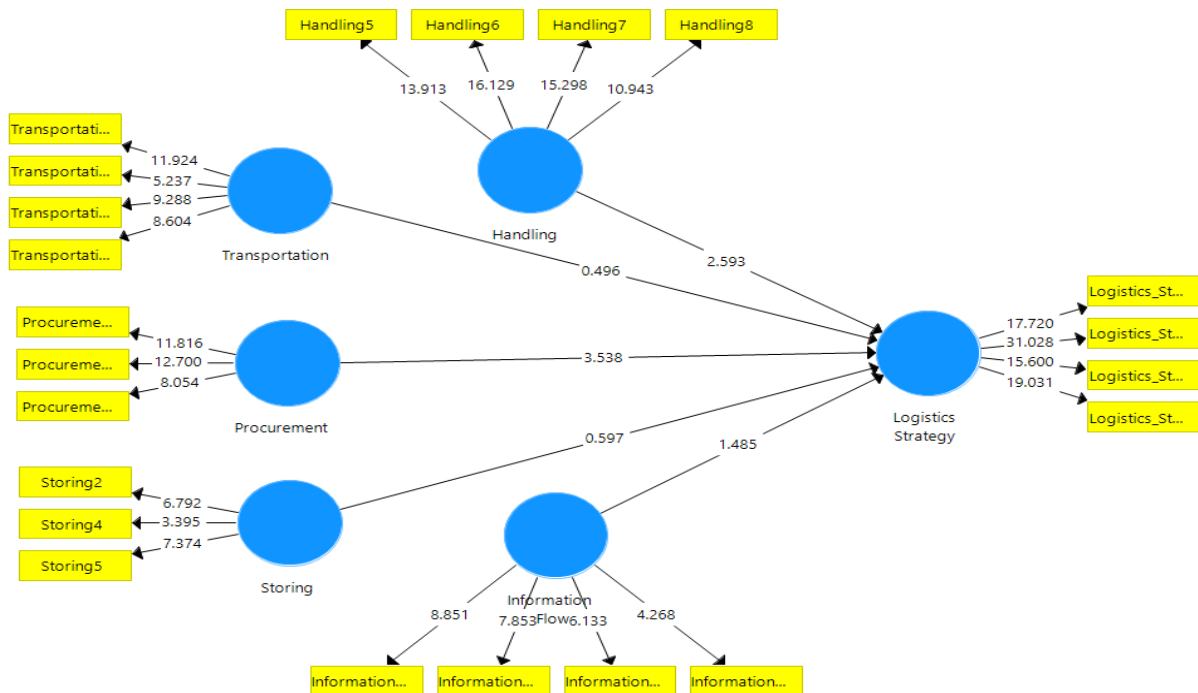 Handling5
Handling6
Handling7
Handling8
13.913
16.129
15.298
10.943
Transportati...
Transportati...
Transportati...
Transportati...
11.924
5.237
9.288
8.604
Transportation
Handling
2.593
0.496
Procureme...
Procureme...
Procureme...
11.816
12.700
8.054
Procurement
3.538
Logistics_St...
Logistics_St...
Logistics_St...
Logistics_St...
17.720
31.028
15.600
19.031
Logistics
Strategy
Storing2
Storing4
Storing5
6.792
3.395
7.374
Storing
0.597
1.485
Information
Flow
8.851
7.853
6.133
4.268
Information...
Information...
Information...
Information...